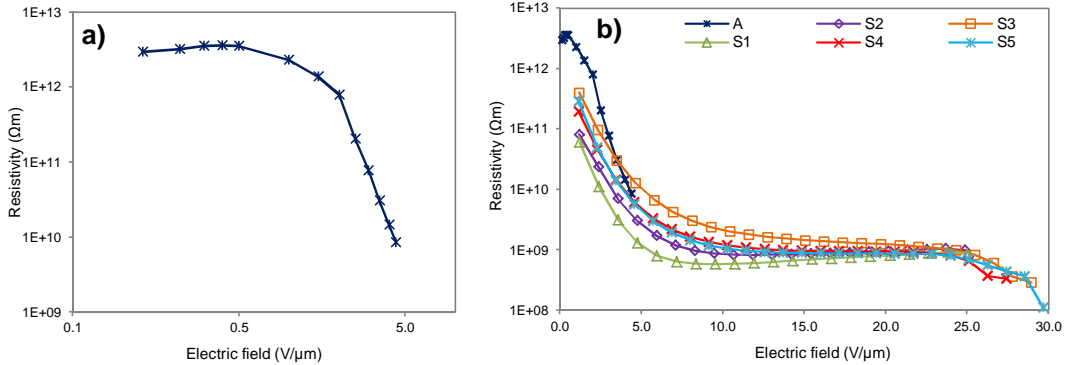 a)
1E+13
1E+12
1E+11
1E+10
1E+09
0.1
0.5
5.0
Resistivity (Ωm)
Electric field (V/µm)
b)
A
S2
S3
S1
S4
S5
1E+13
1E+12
1E+11
1E+10
1E+09
1E+08
0.0
5.0
10.0
15.0
20.0
25.0
30.0
Resistivity (Ωm)
Electric field (V/µm)